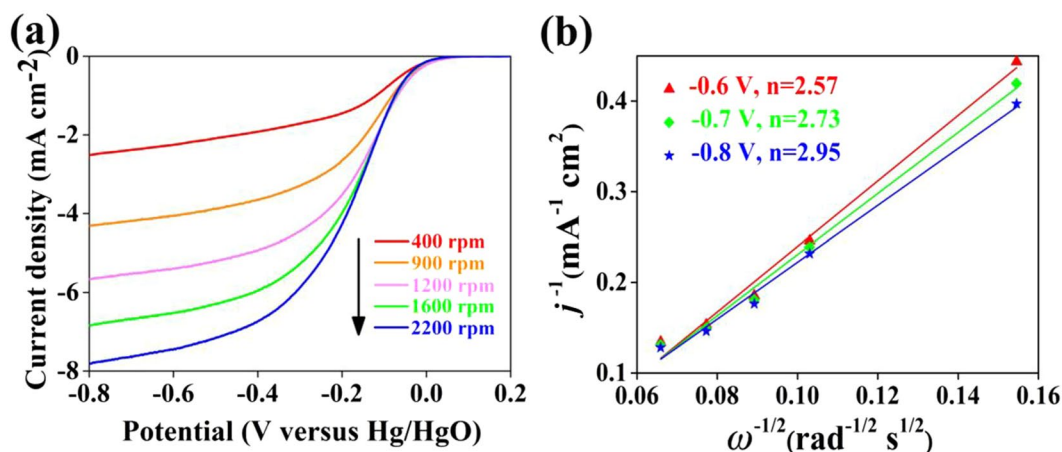 (a)
Current density (mA cm⁻²)
0
-2
-4
-6
-8
400 rpm
900 rpm
1200 rpm
1600 rpm
2200 rpm
-0.8 -0.6 -0.4 -0.2 0.0 0.2
Potential (V versus Hg/HgO)
(b)
j⁻¹(mA⁻¹ cm²)
0.4
0.3
0.2
0.1
-0.6 V, n=2.57
-0.7 V, n=2.73
-0.8 V, n=2.95
0.06 0.08 0.10 0.12 0.14 0.16
ω⁻¹/²(rad⁻¹/² s¹/²)